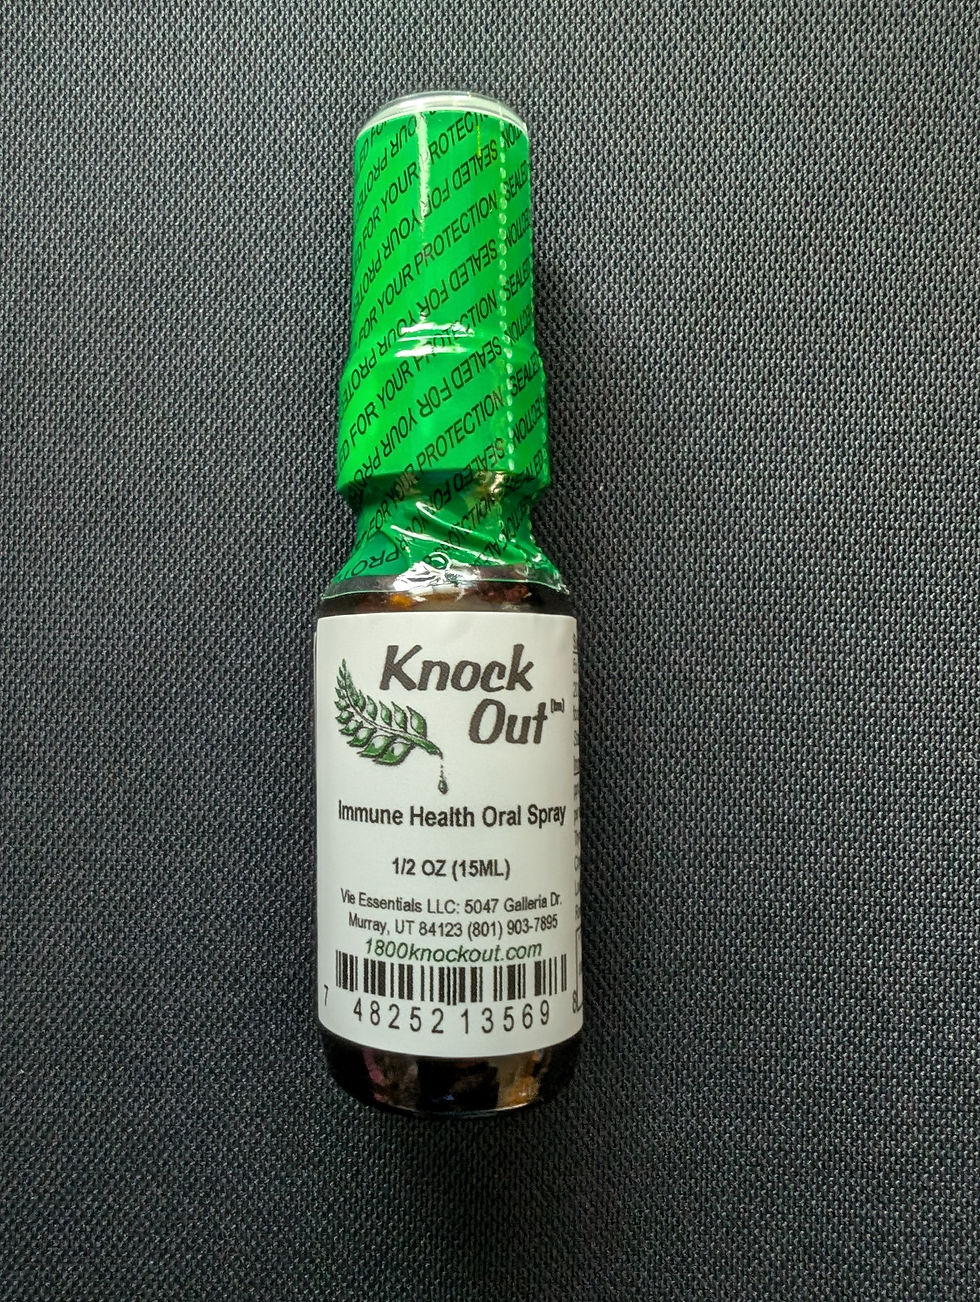 SEALED FOR YOUR PROTECTION
Knock
Out(tm)
Immune Health Oral Spray
1/2 OZ (15ML)
Vie Essentials LLC: 5047 Galleria Dr.
Murray, UT 84123 (801) 903-7895
1800knockout.com
7 48252 13569 8